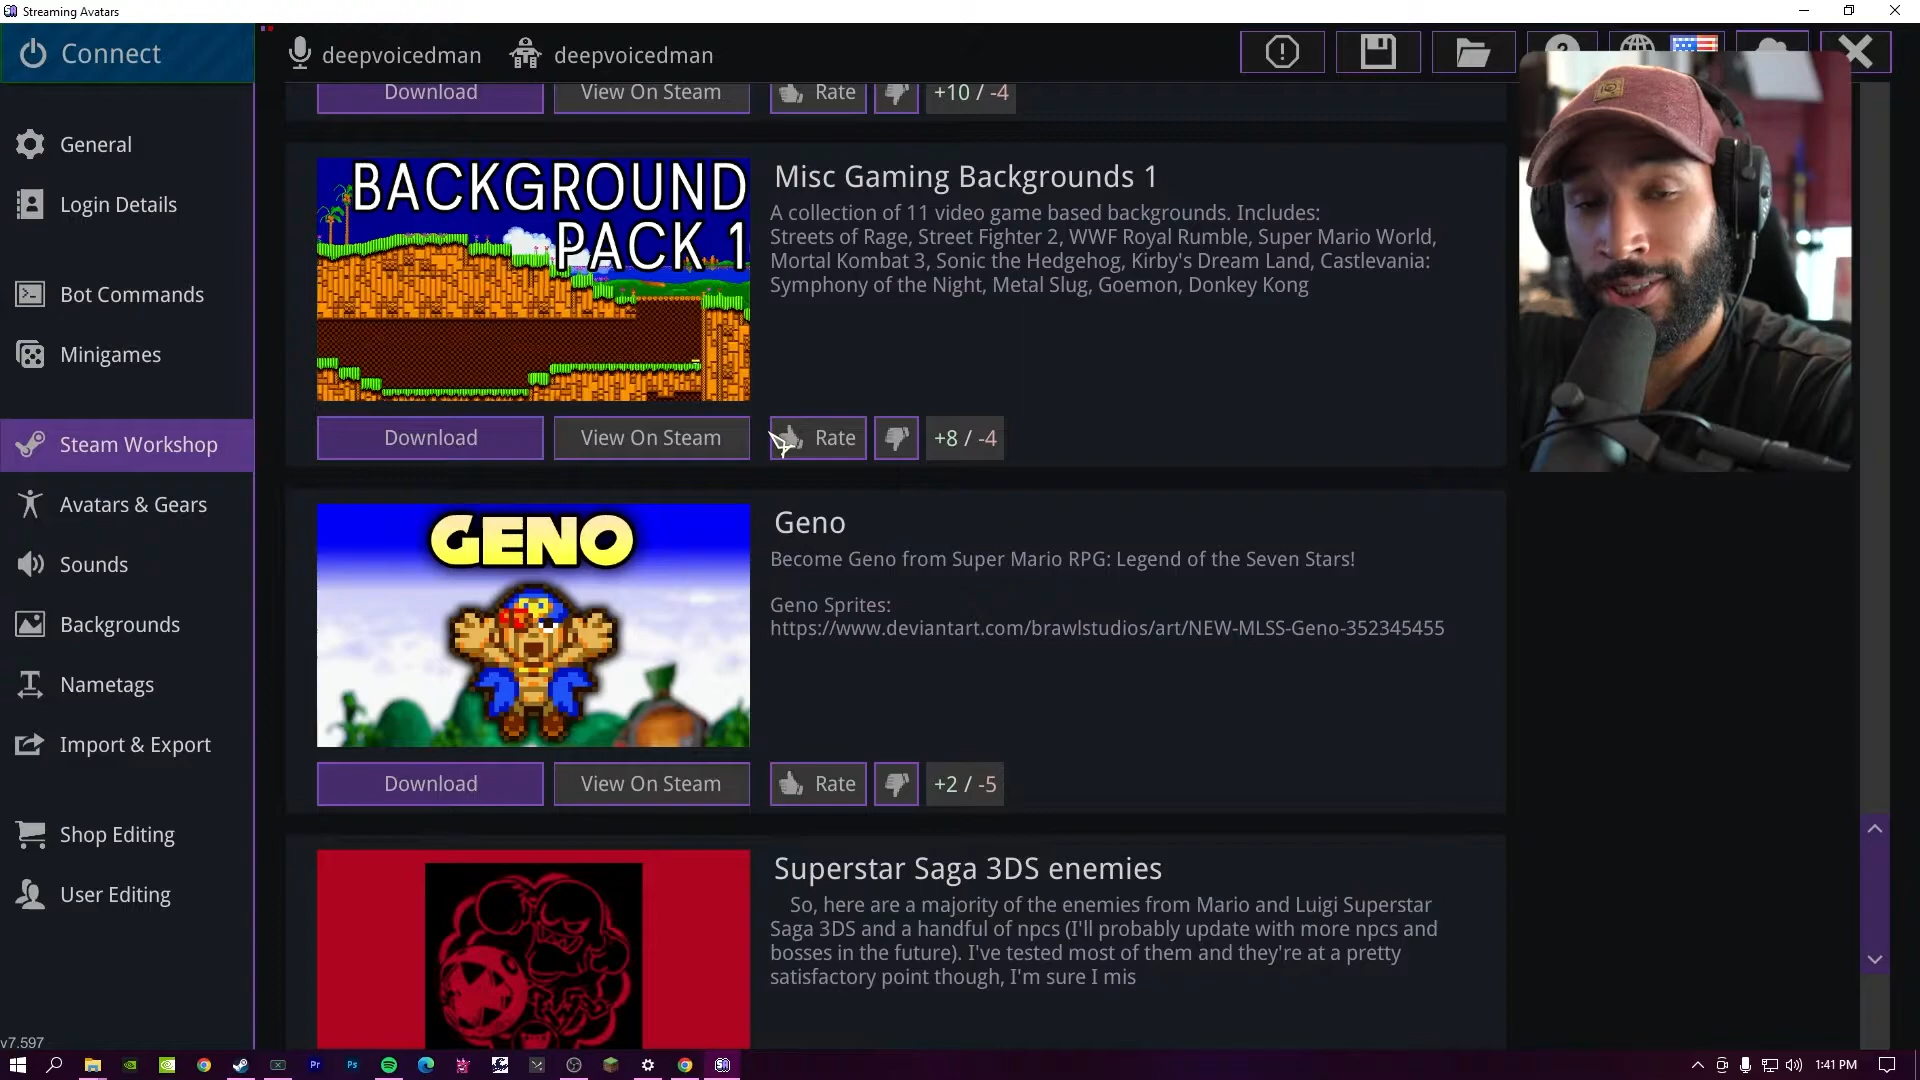 Streaming Avatars
Connect
deepvoicedman
deepvoicedman
General
Login Details
Bot Commands
Minigames
Steam Workshop
Avatars & Gears
Sounds
Backgrounds
Nametags
Import & Export
Shop Editing
User Editing
v7.597
Download
View On Steam
Rate
+10 / -4
BACKGROUND
PACK 1
Misc Gaming Backgrounds 1
A collection of 11 video game based backgrounds. Includes:
Streets of Rage, Street Fighter 2, WWF Royal Rumble, Super Mario World,
Mortal Kombat 3, Sonic the Hedgehog, Kirby's Dream Land, Castlevania:
Symphony of the Night, Metal Slug, Goemon, Donkey Kong
Download
View On Steam
Rate
+8 / -4
GENO
Geno
Become Geno from Super Mario RPG: Legend of the Seven Stars!
Geno Sprites:
https://www.deviantart.com/brawlstudios/art/NEW-MLSS-Geno-352345455
Download
View On Steam
Rate
+2 / -5
Superstar Saga 3DS enemies
So, here are a majority of the enemies from Mario and Luigi Superstar
Saga 3DS and a handful of npcs (I'll probably update with more npcs and
bosses in the future). I've tested most of them and they're at a pretty
satisfactory point though, I'm sure I mis
Pr
Ps
1:41 PM